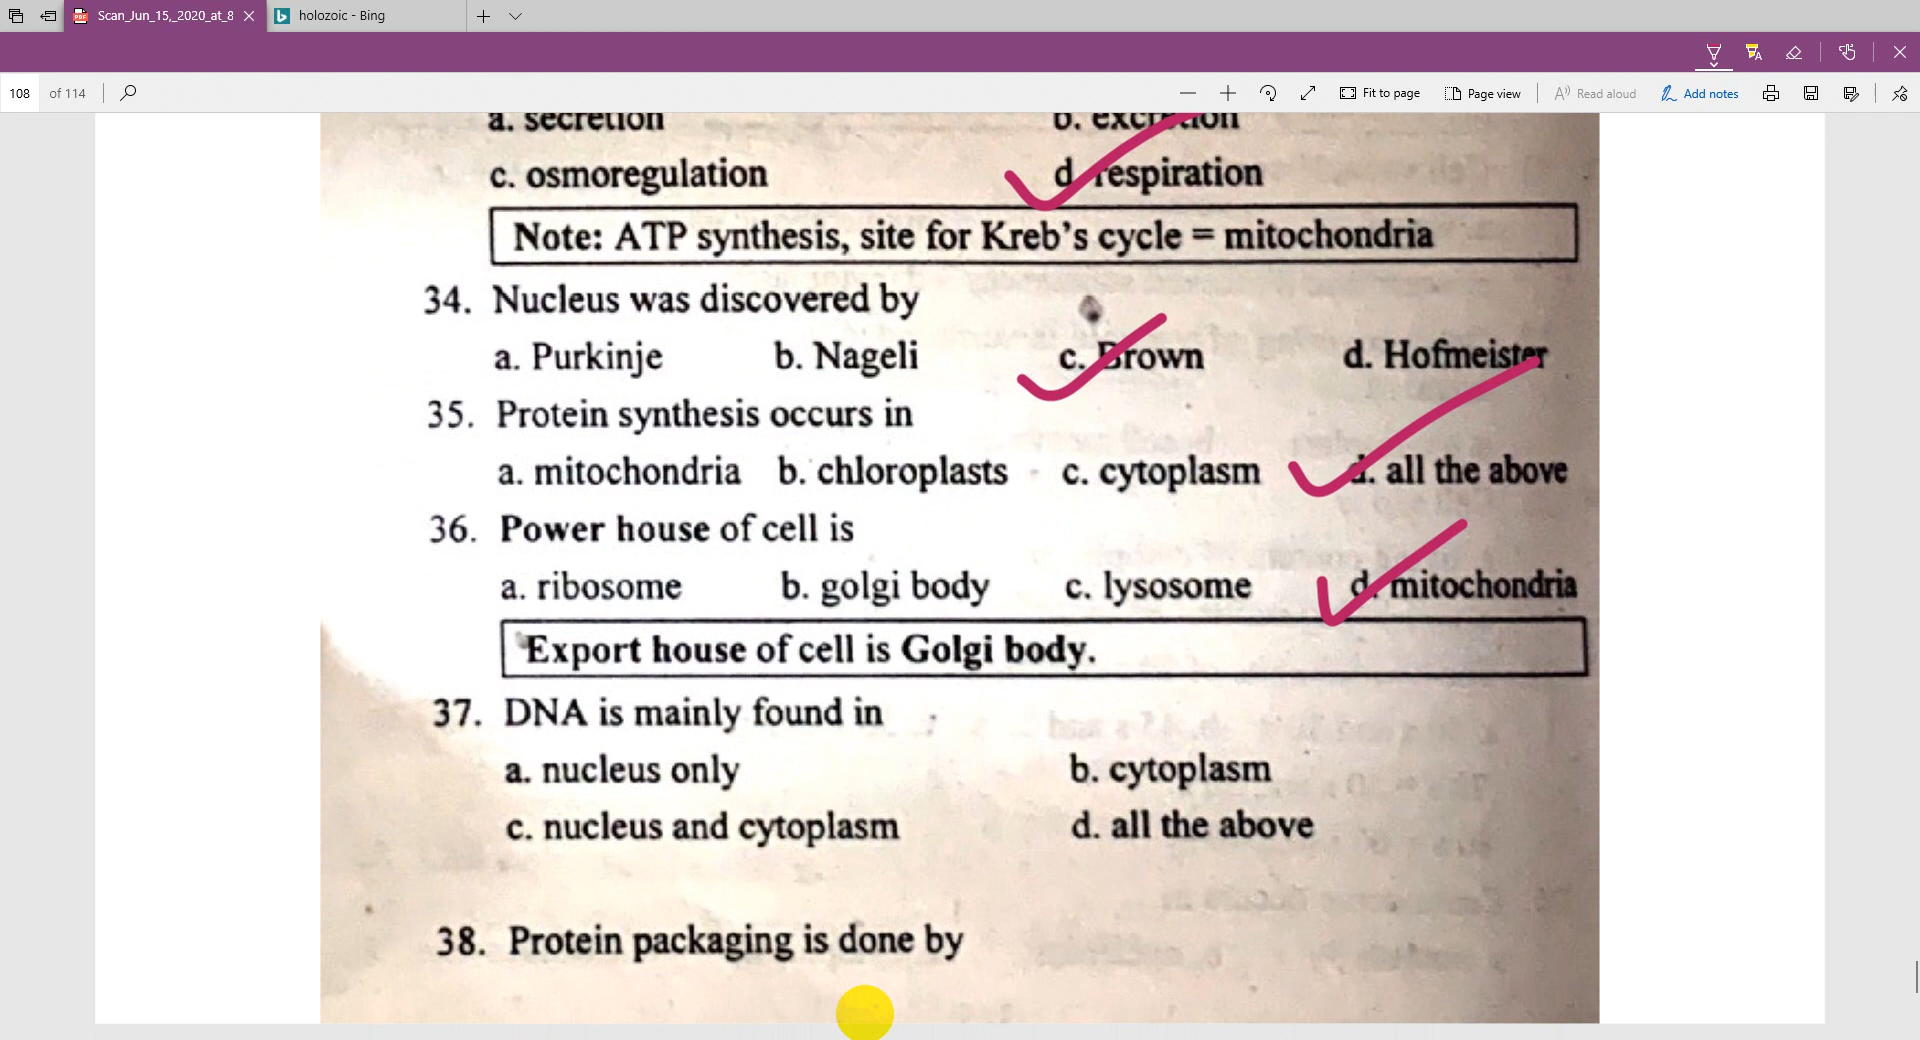 Scan_Jun_15,_2020_at_8
holozoic - Bing
108 of 114
Fit to page
Page view
Read aloud
Add notes
a. secretion b. excretion
c. osmoregulation d. respiration
Note: ATP synthesis, site for Kreb's cycle = mitochondria
34. Nucleus was discovered by
a. Purkinje b. Nageli c. Brown d. Hofmeister
35. Protein synthesis occurs in
a. mitochondria b. chloroplasts c. cytoplasm d. all the above
36. Power house of cell is
a. ribosome b. golgi body c. lysosome d. mitochondria
Export house of cell is Golgi body.
37. DNA is mainly found in
a. nucleus only b. cytoplasm
c. nucleus and cytoplasm d. all the above
38. Protein packaging is done by